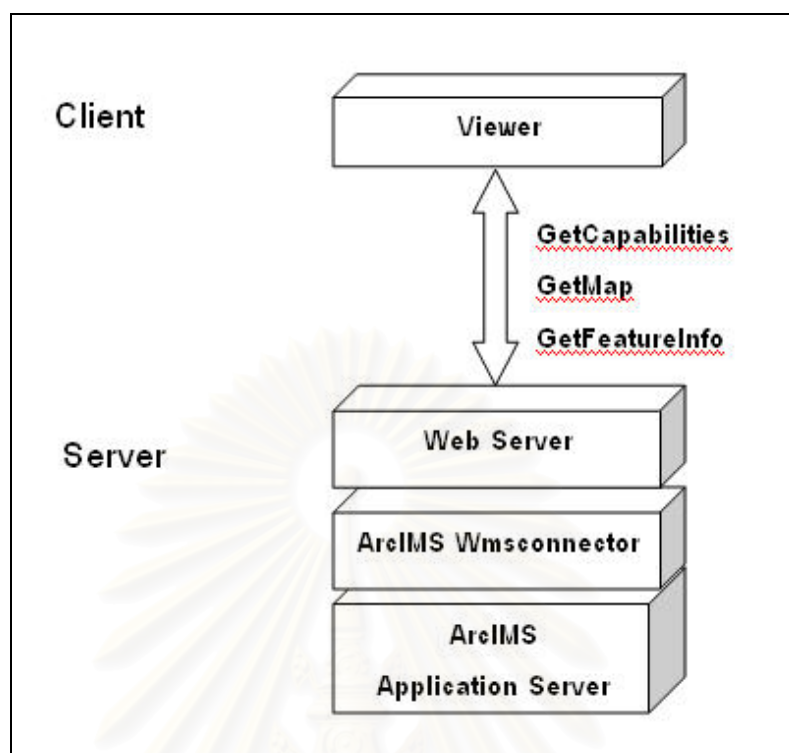 Client
Viewer
GetCapabilities
GetMap
GetFeatureInfo
Server
Web Server
ArcIMS Wmsconnector
ArcIMS
Application Server